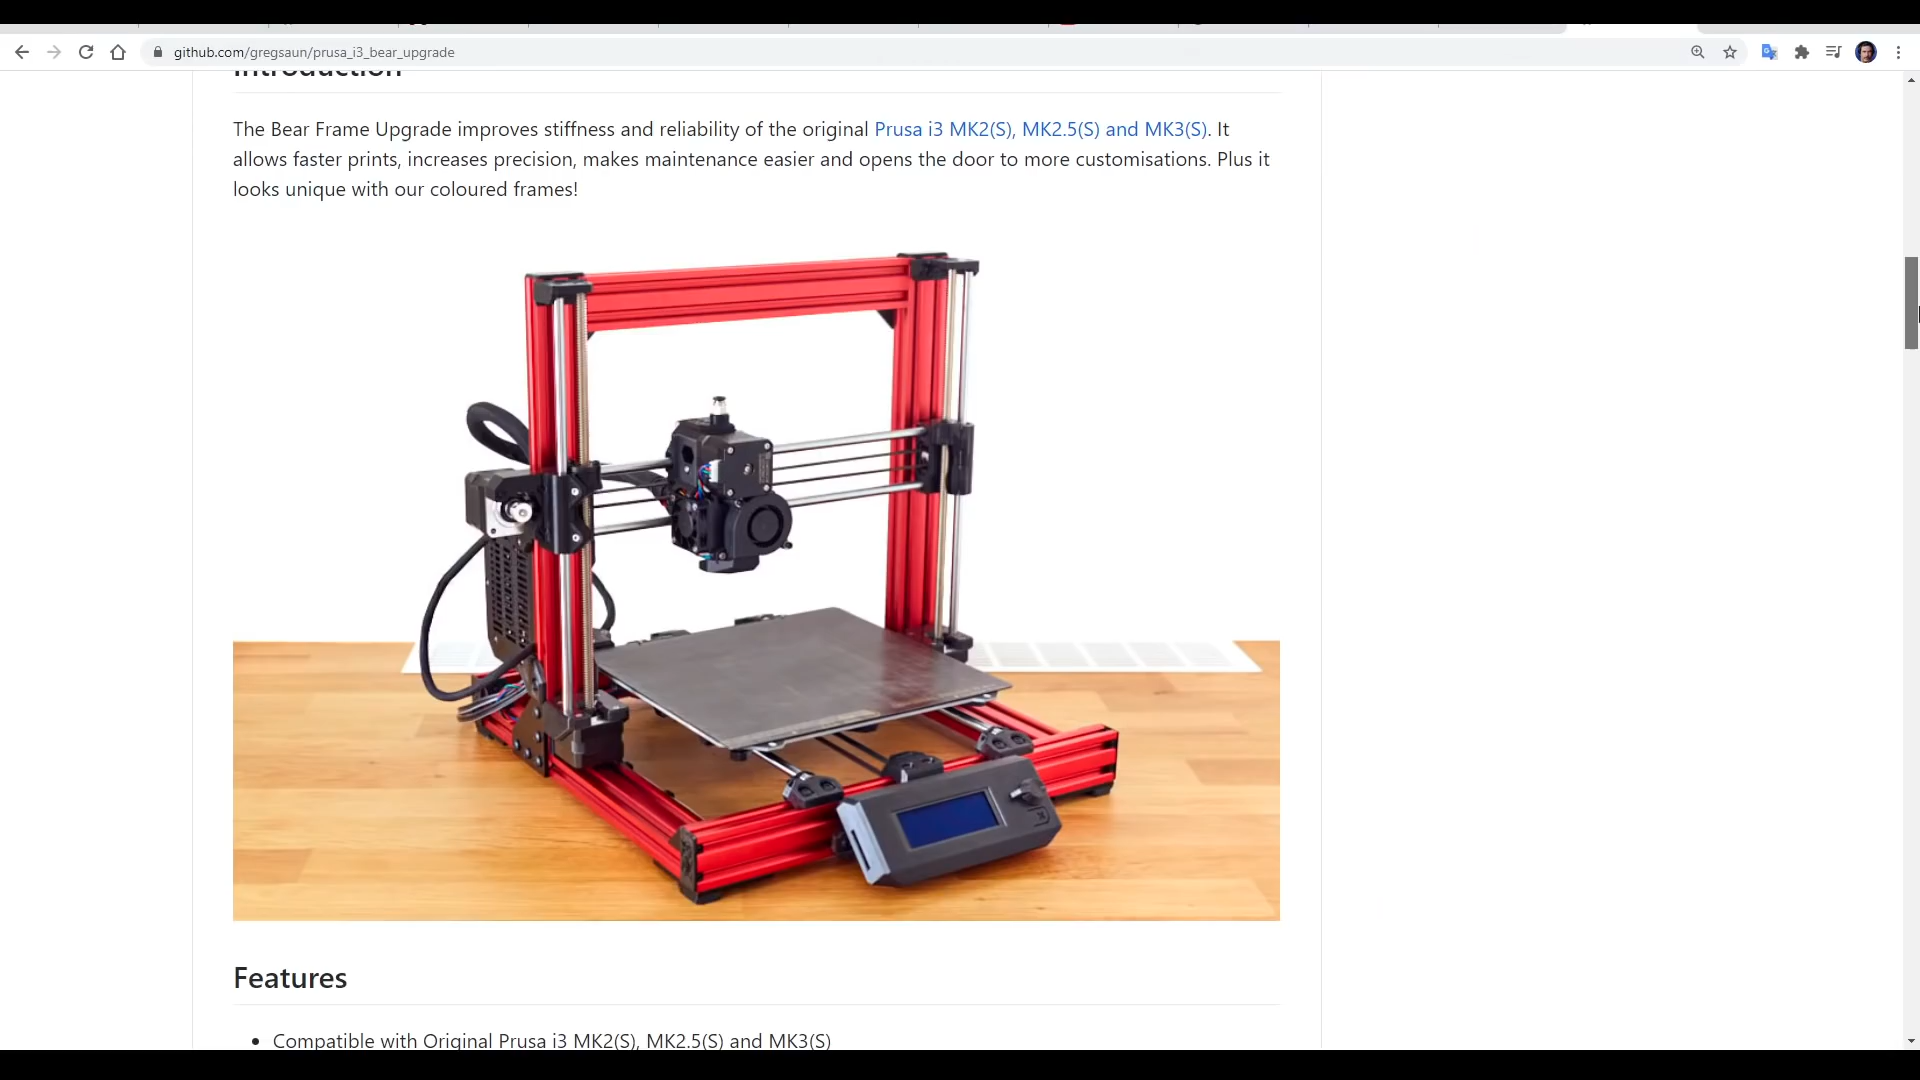 github.com/gregsaun/prusa_i3_bear_upgrade
Introduction
The Bear Frame Upgrade improves stiffness and reliability of the original Prusa i3 MK2(S), MK2.5(S) and MK3(S). It
allows faster prints, increases precision, makes maintenance easier and opens the door to more customisations. Plus it
looks unique with our coloured frames!
Features
Compatible with Original Prusa i3 MK2(S), MK2.5(S) and MK3(S)